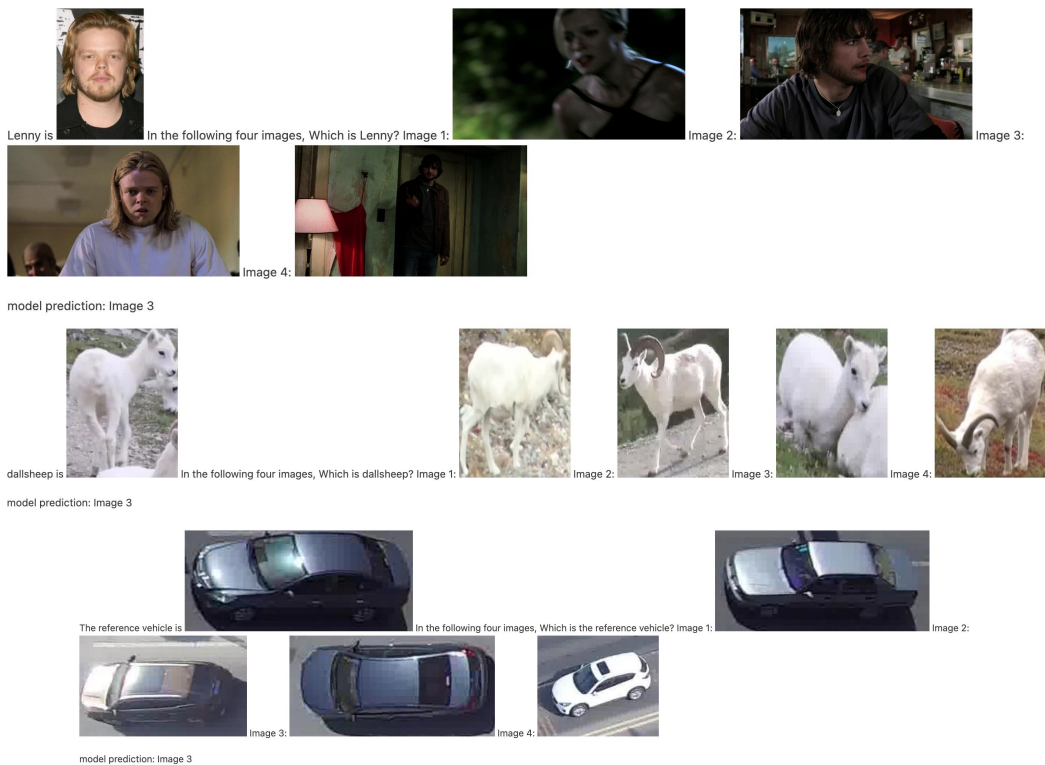 Lenny is In the following four images, Which is Lenny? Image 1: Image 2: Image 3:
Image 4:
model prediction: Image 3
dallsheep is In the following four images, Which is dallsheep? Image 1: Image 2: Image 3: Image 4:
model prediction: Image 3
The reference vehicle is In the following four images, Which is the reference vehicle? Image 1: Image 2:
Image 3: Image 4:
model prediction: Image 3